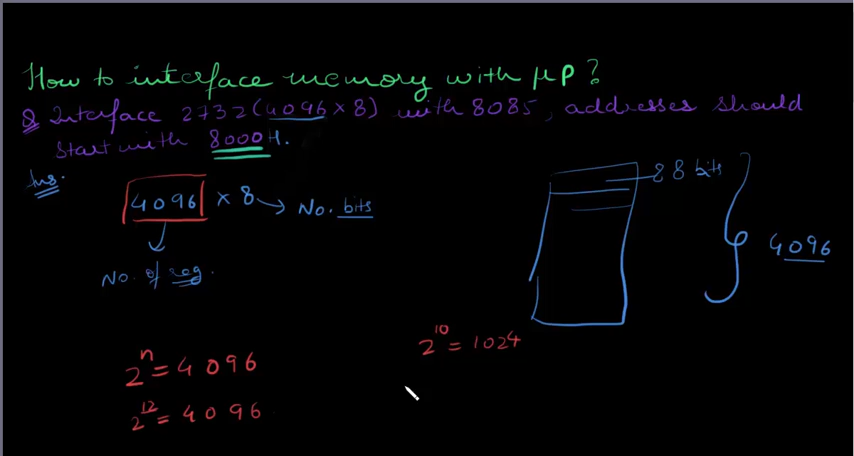 How to interface memory with μP?
Q Interface 2732 (4096 × 8) with 8085, addresses should
start with 8000H.
Ans.
4096 × 8 → No. bits
No. of reg.
8 8 bits
4096
2^n = 4096
2^10 = 1024
2^12 = 4096